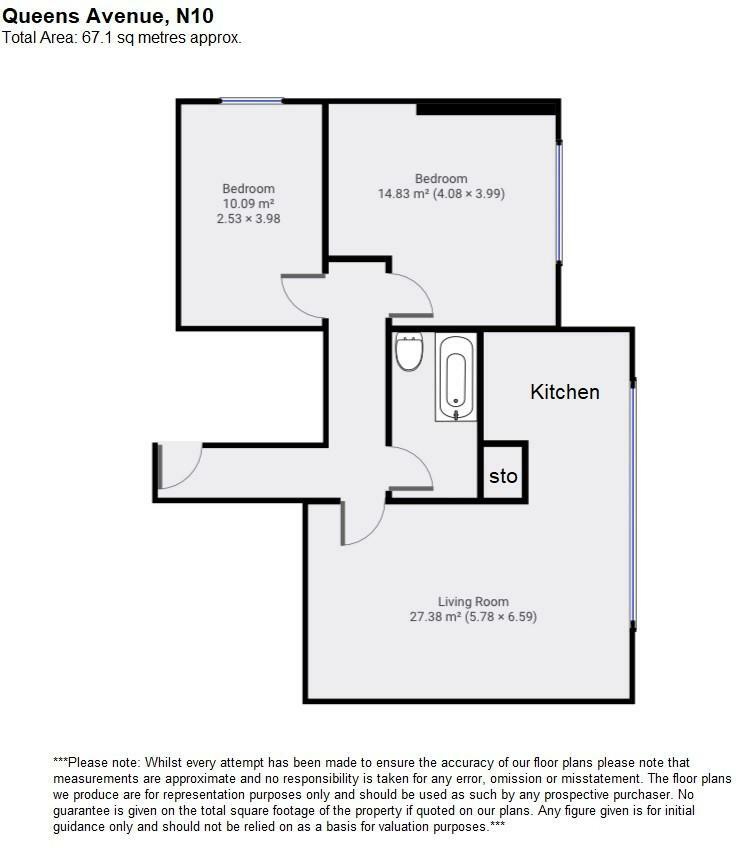 Queens Avenue, N10
Total Area: 67.1 sq metres approx.
Bedroom
14.83 m² (4.08 × 3.99)
Bedroom
10.09 m²
2.53 × 3.98
Kitchen
sto
Living Room
27.38 m² (5.78 × 6.59)
***Please note: Whilst every attempt has been made to ensure the accuracy of our floor plans please note that
measurements are approximate and no responsibility is taken for any error, omission or misstatement. The floor plans
we produce are for representation purposes only and should be used as such by any prospective purchaser. No
guarantee is given on the total square footage of the property if quoted on our plans. Any figure given is for initial
guidance only and should not be relied on as a basis for valuation purposes.***